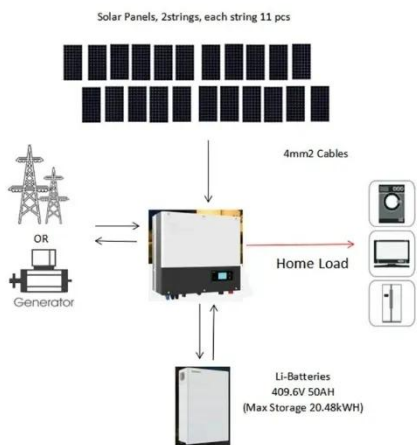 Solar Panels, 2strings, each string 11 pcs
4mm2 Cables
OR
Generator
Home Load
Li-Batteries
409.6V 50AH
(Max Storage 20.48kWH)